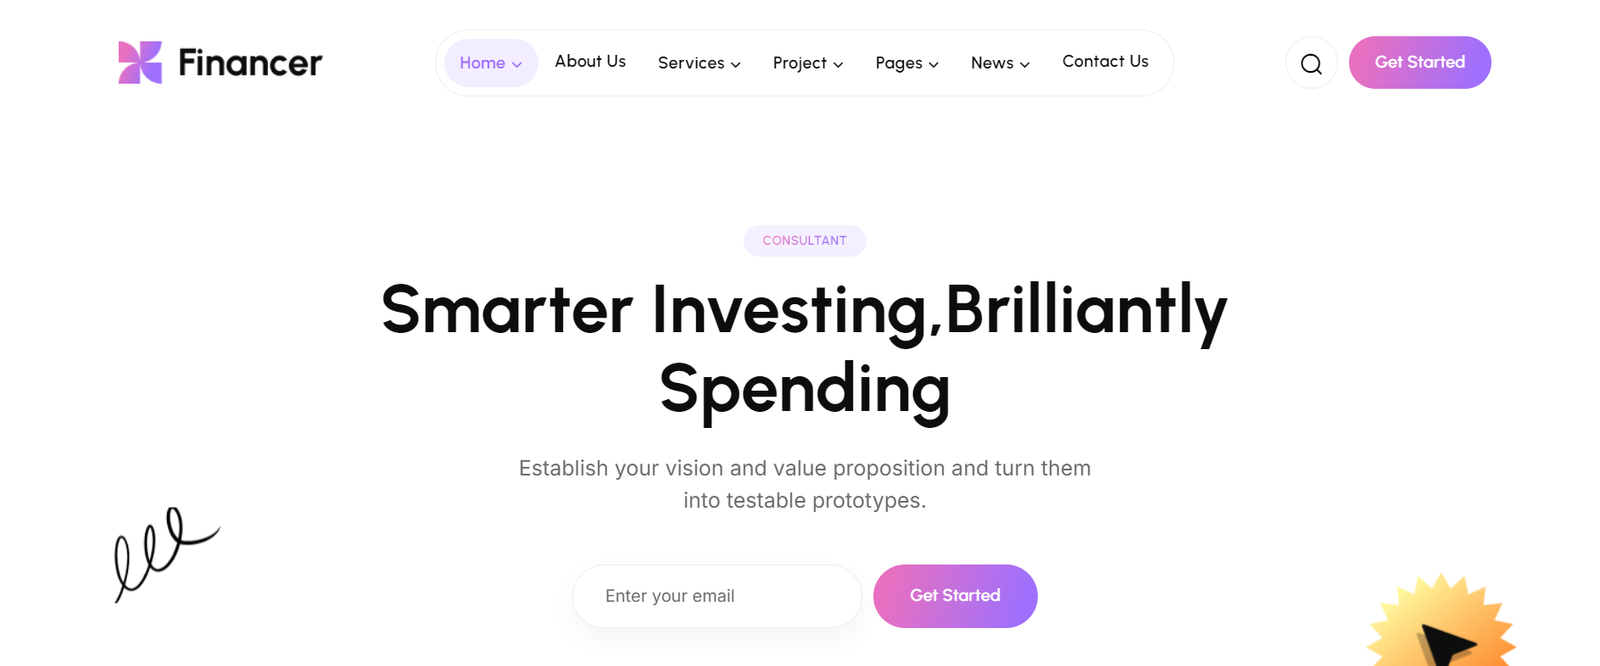 Financer
Home
About Us
Services
Project
Pages
News
Contact Us
Get Started
CONSULTANT
Smarter Investing,Brilliantly
Spending
Establish your vision and value proposition and turn them
into testable prototypes.
Enter your email
Get Started